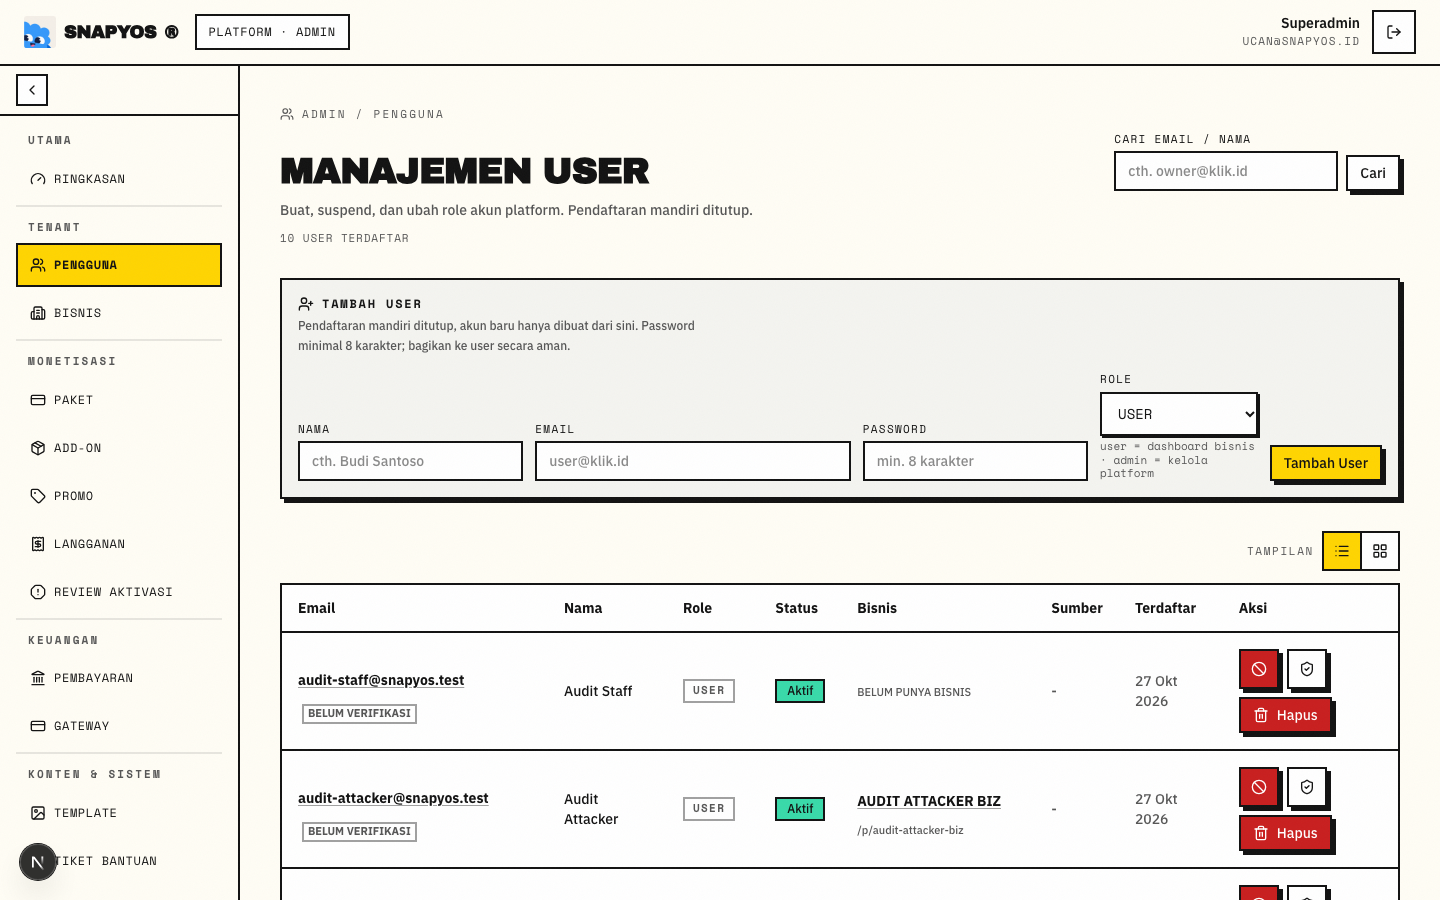 SNAPYOS ®
PLATFORM · ADMIN
Superadmin
UCAN@SNAPYOS.ID
UTAMA
RINGKASAN
TENANT
PENGGUNA
BISNIS
MONETISASI
PAKET
ADD-ON
PROMO
LANGGANAN
REVIEW AKTIVASI
KEUANGAN
PEMBAYARAN
GATEWAY
KONTEN & SISTEM
TEMPLATE
TIKET BANTUAN
N
ADMIN / PENGGUNA
MANAJEMEN USER
Buat, suspend, dan ubah role akun platform. Pendaftaran mandiri ditutup.
10 USER TERDAFTAR
CARI EMAIL / NAMA
cth. owner@klik.id
Cari
TAMBAH USER
Pendaftaran mandiri ditutup, akun baru hanya dibuat dari sini. Password
minimal 8 karakter; bagikan ke user secara aman.
NAMA
cth. Budi Santoso
EMAIL
user@klik.id
PASSWORD
min. 8 karakter
ROLE
USER
user = dashboard bisnis
· admin = kelola
platform
Tambah User
TAMPILAN
Email Nama Role Status Bisnis Sumber Terdaftar Aksi
audit-staff@snapyos.test
BELUM VERIFIKASI
Audit Staff
USER
Aktif
BELUM PUNYA BISNIS
-
27 Okt
2026
Hapus
audit-attacker@snapyos.test
BELUM VERIFIKASI
Audit
Attacker
USER
Aktif
AUDIT ATTACKER BIZ
/p/audit-attacker-biz
-
27 Okt
2026
Hapus